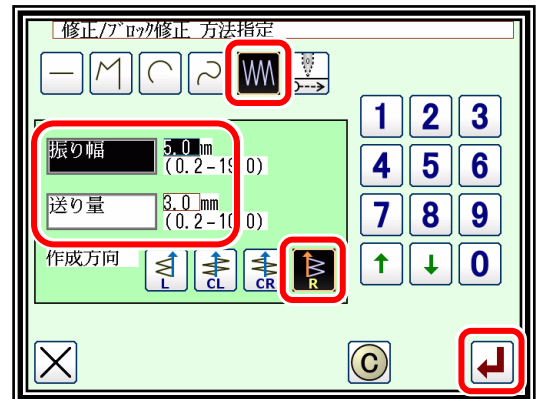 修正/ブロック修正 方法指定
1 2 3
振り幅 5.0 mm
(0.2-19.0)
4 5 6
送り量 3.0 mm
(0.2-10.0)
7 8 9
作成方向 L CL CR R
↑ ↓ 0
C